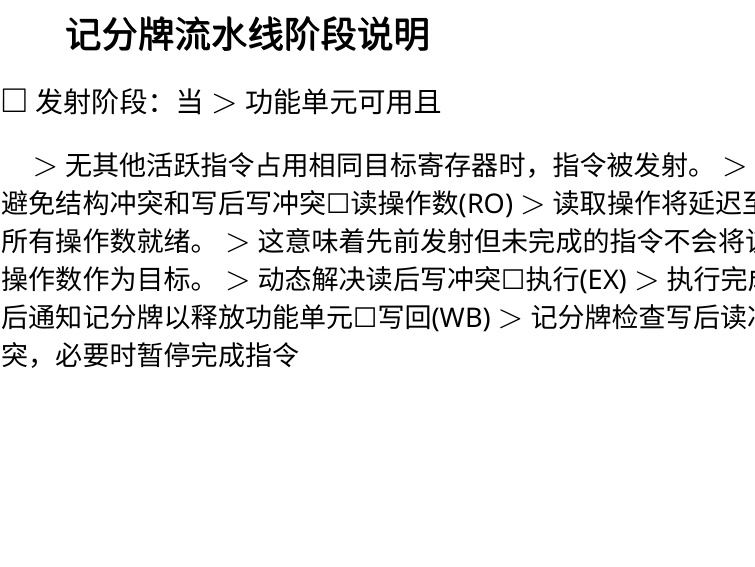 记分牌流水线阶段说明
□ 发射阶段：当 > 功能单元可用且
> 无其他活跃指令占用相同目标寄存器时，指令被发射。 >
避免结构冲突和写后写冲突□读操作数(RO) > 读取操作将延迟至
所有操作数就绪。 > 这意味着先前发射但未完成的指令不会将该
操作数作为目标。 > 动态解决读后写冲突□执行(EX) > 执行完成
后通知记分牌以释放功能单元□写回(WB) > 记分牌检查写后读冲
突，必要时暂停完成指令